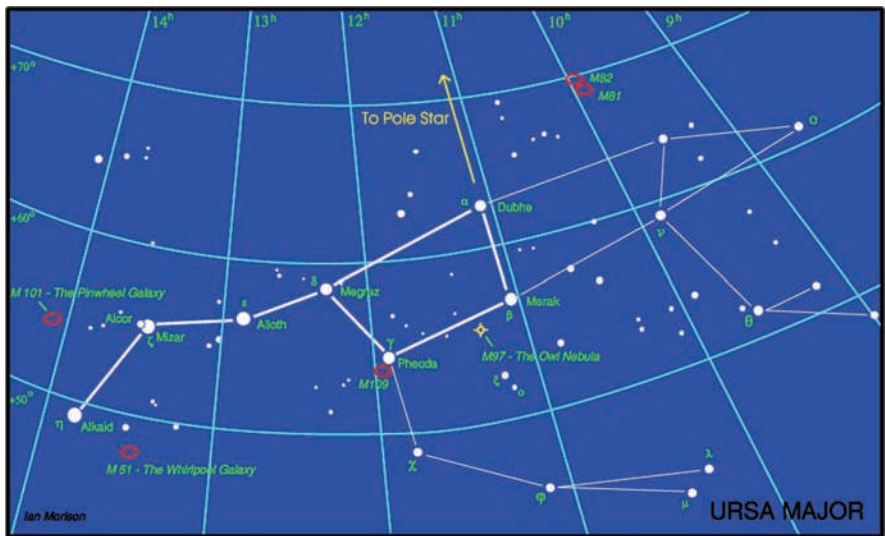 14h
13h
12h
11h
10h
9h
+70°
M82
M81
To Pole Star
ο
α
Dubhe
+60°
ν
M 101 - The Pinwheel Galaxy
δ
Megraz
ε
Alioth
Merak
β
θ
Alcor
Mizar
ζ
γ
Phecda
M97 - The Owl Nebula
M109
ξ
ο
+50°
η
Alkaid
χ
M 51 - The Whirlpool Galaxy
λ
φ
μ
Ian Morison
URSA MAJOR